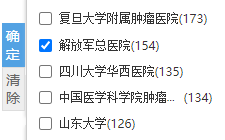 复旦大学附属肿瘤医院(173)
解放军总医院(154)
四川大学华西医院(135)
中国医学科学院肿瘤... (134)
山东大学(126)
确定
清除